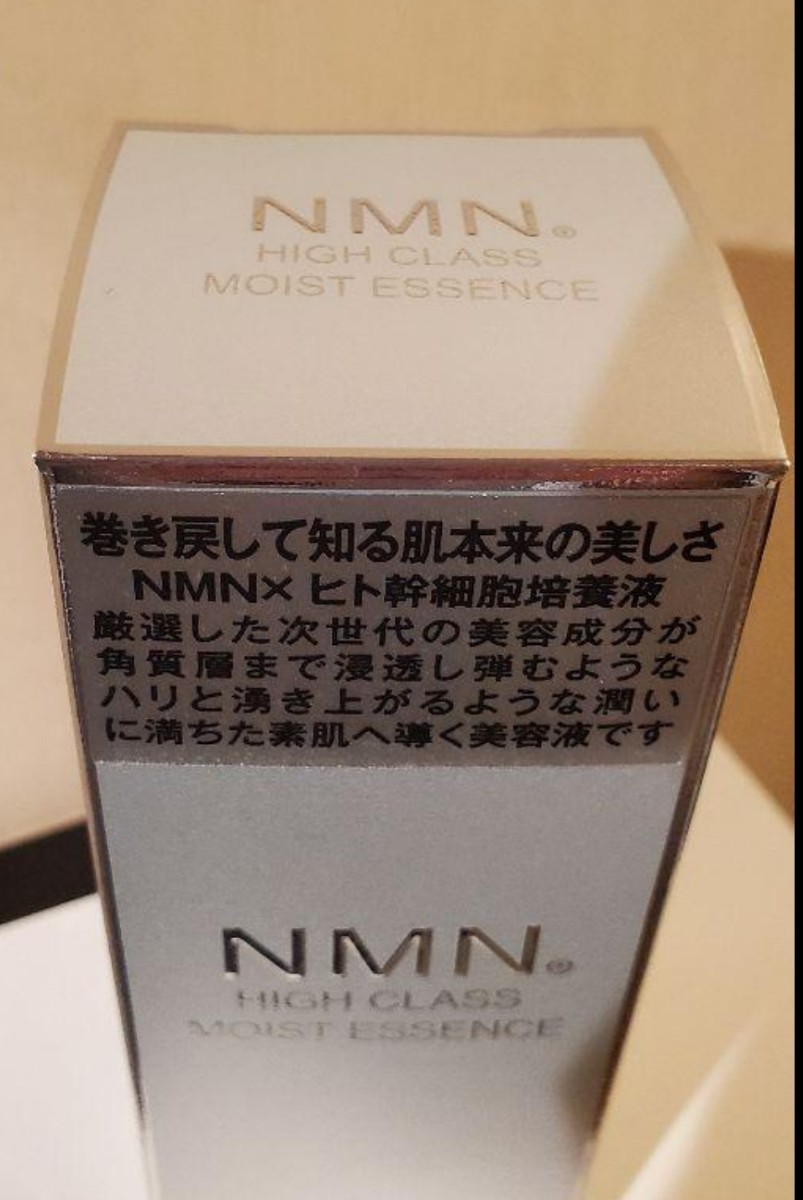 NMN®
HIGH CLASS
MOIST ESSENCE
巻き戻して知る肌本来の美しさ
NMN× ヒト幹細胞培養液
厳選した次世代の美容成分が
角質層まで浸透し弾むような
ハリと湧き上がるような潤い
に満ちた素肌へ導く美容液です
NMN®
HIGH CLASS
MOIST ESSENCE